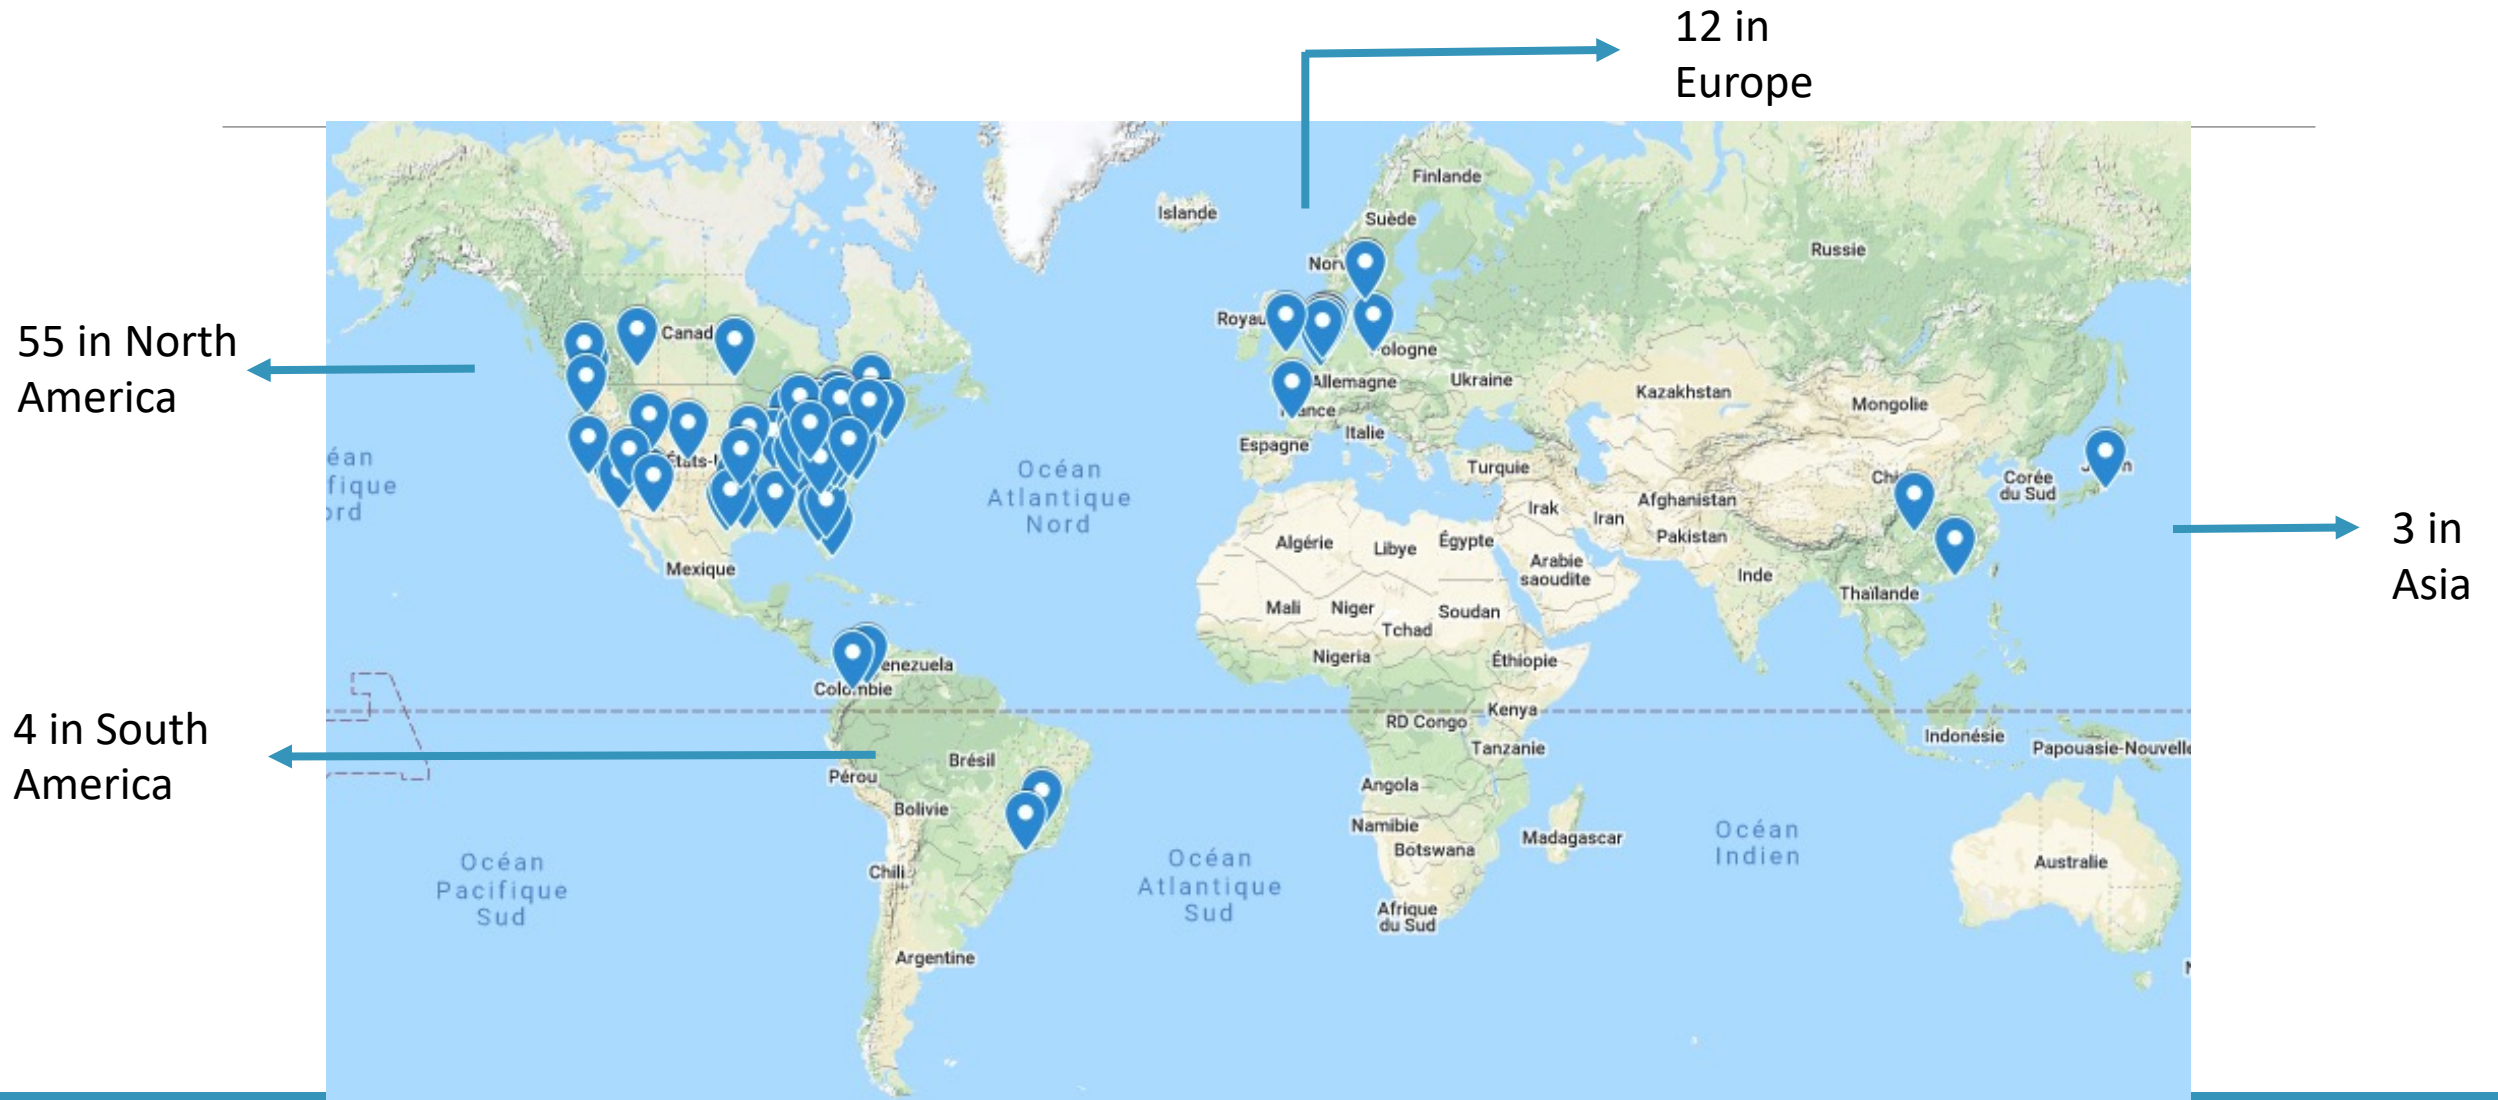 12 in
Europe
55 in North
America
4 in South
America
3 in
Asia
Islande
Finlande
Suède
Russie
Canad
Pologne
Allemagne
Ukraine
Kazakhstan
Mongolie
Espagne
Italie
Turquie
Corée
du Sud
Océan
Atlantique
Nord
Afghanistan
Irak
Iran
Pakistan
Algérie
Libye
Égypte
Arabie
saoudite
Inde
Thaïlande
Mexique
Mali
Niger
Soudan
Tchad
Nigeria
Éthiopie
enezuela
Colombie
Kenya
RD Congo
Tanzanie
Indonésie
Papouasie-Nouvelle
Brésil
Pérou
Angola
Bolivie
Namibie
Madagascar
Botswana
Océan
Indien
Océan
Pacifique
Sud
Chili
Océan
Atlantique
Sud
Australie
Afrique
du Sud
Argentine